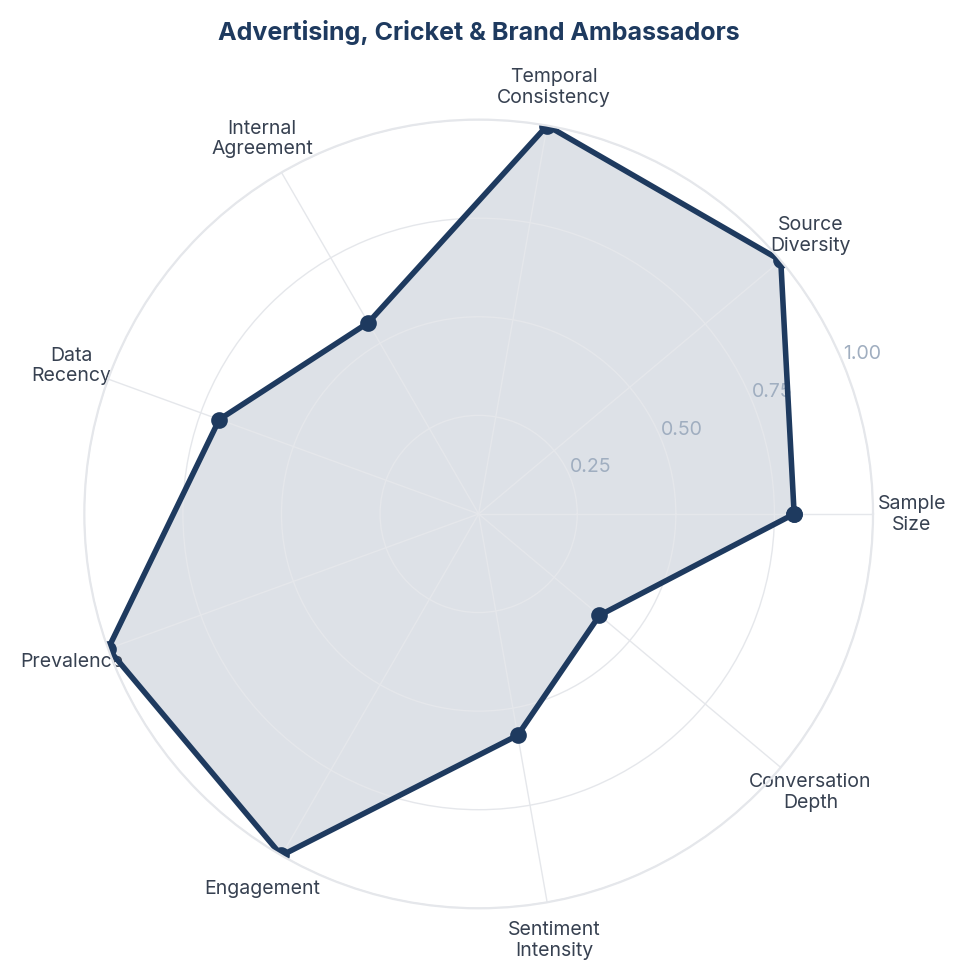 Advertising, Cricket & Brand Ambassadors
Temporal
Consistency
Internal
Agreement
Source
Diversity
Data
Recency
1.00
0.75
0.50
0.25
Sample
Size
Prevalence
Conversation
Depth
Engagement
Sentiment
Intensity